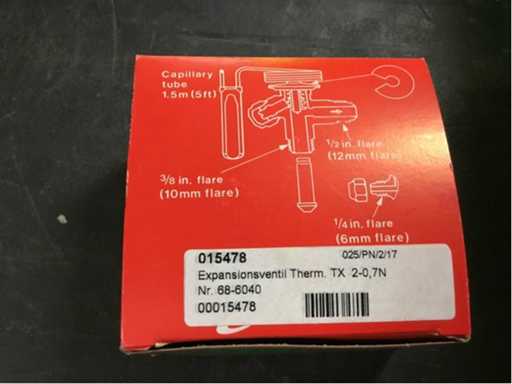 Capillary
tube
1.5m (5ft)
1/2 in. flare
(12mm flare)
3/8 in. flare
(10mm flare)
1/4 in. flare
(6mm flare)
015478
025/PN/2/17
Expansionsventil Therm. TX 2-0,7N
Nr. 68-6040
00015478